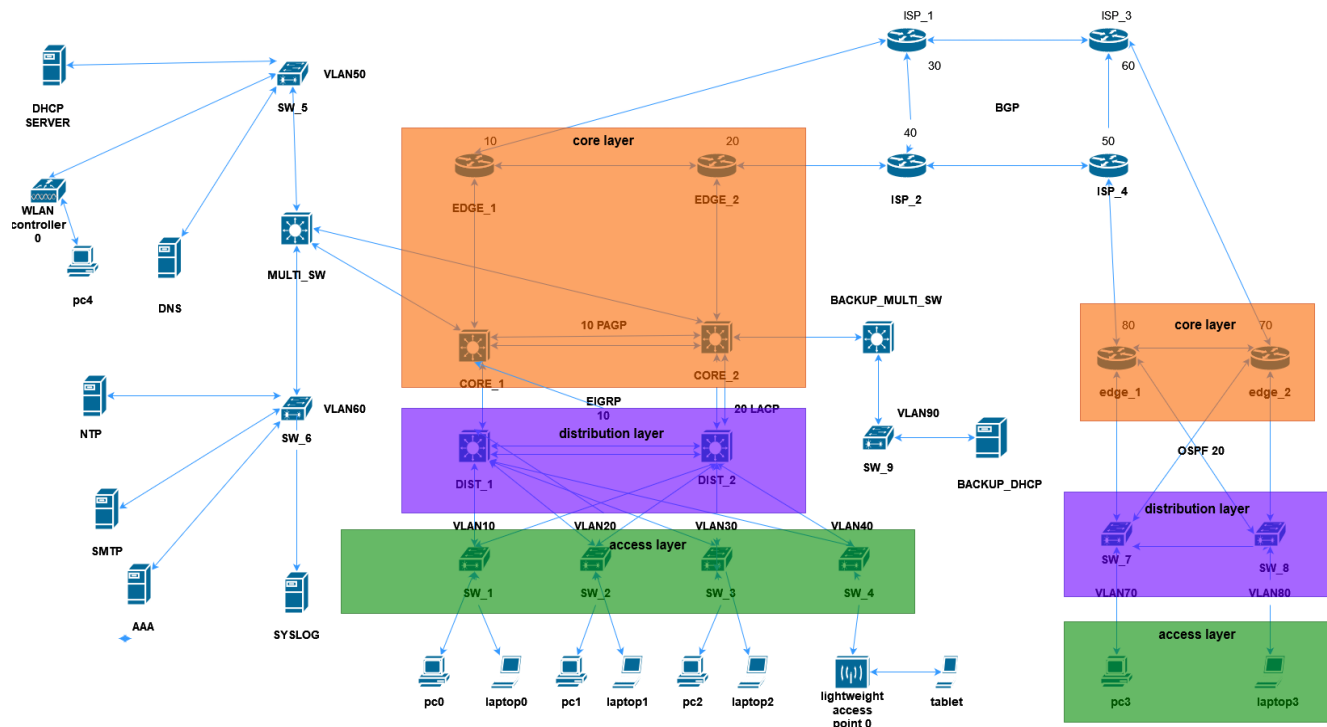 ISP_1
ISP_3
30
60
BGP
DHCP
SERVER
VLAN50
SW_5
core layer
10
20
40
50
EDGE_1
EDGE_2
ISP_2
ISP_4
WLAN
controller
0
pc4
DNS
MULTI_SW
BACKUP_MULTI_SW
10 PAGP
CORE_1
CORE_2
core layer
80
70
edge_1
edge_2
EIGRP
10
20 LACP
NTP
VLAN60
SW_6
distribution layer
DIST_1
DIST_2
VLAN90
SW_9
BACKUP_DHCP
OSPF 20
distribution layer
SW_7
SW_8
VLAN70
VLAN80
VLAN10
VLAN20
VLAN30
VLAN40
access layer
SW_1
SW_2
SW_3
SW_4
SMTP
AAA
SYSLOG
access layer
pc0
laptop0
pc1
laptop1
pc2
laptop2
lightweight
access
point 0
tablet
pc3
laptop3